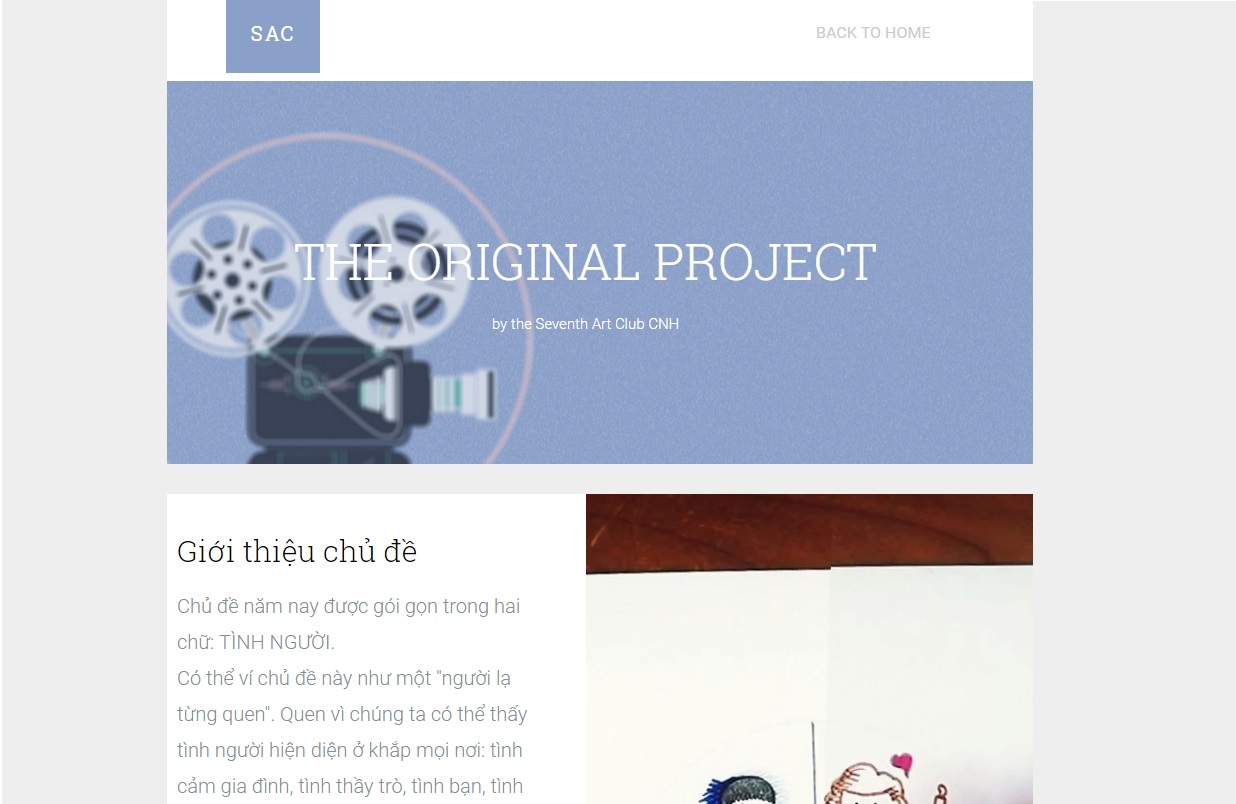 SAC
BACK TO HOME
THE ORIGINAL PROJECT
by the Seventh Art Club CNH
Giới thiệu chủ đề
Chủ đề năm nay được gói gọn trong hai
chữ: TÌNH NGƯỜI.
Có thể ví chủ đề này như một "người lạ
từng quen". Quen vì chúng ta có thể thấy
tình người hiện diện ở khắp mọi nơi: tình
cảm gia đình, tình thầy trò, tình bạn, tình